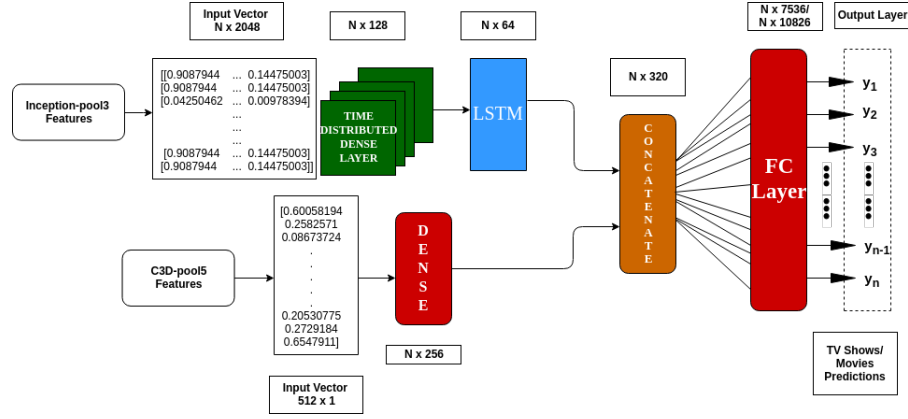 Input Vector
N x 2048
N x 128
N x 64
N x 7536/
N x 10826
Output Layer
Inception-pool3
Features
[[0.9087944 ... 0.14475003]
[0.9087944 ... 0.14475003]
[0.04250462 ... 0.00978394]
...
...
...
[0.9087944 ... 0.14475003]
[0.9087944 ... 0.14475003]]
TIME
DISTRIBUTED
DENSE
LAYER
LSTM
N x 320
CONCATENATE
FC
Layer
y1
y2
y3
yn-1
yn
C3D-pool5
Features
[0.60058194
0.2582571
0.08673724
.
.
.
.
0.20530775
0.2729184
0.6547911]
DENSE
N x 256
Input Vector
512 x 1
TV Shows/
Movies
Predictions